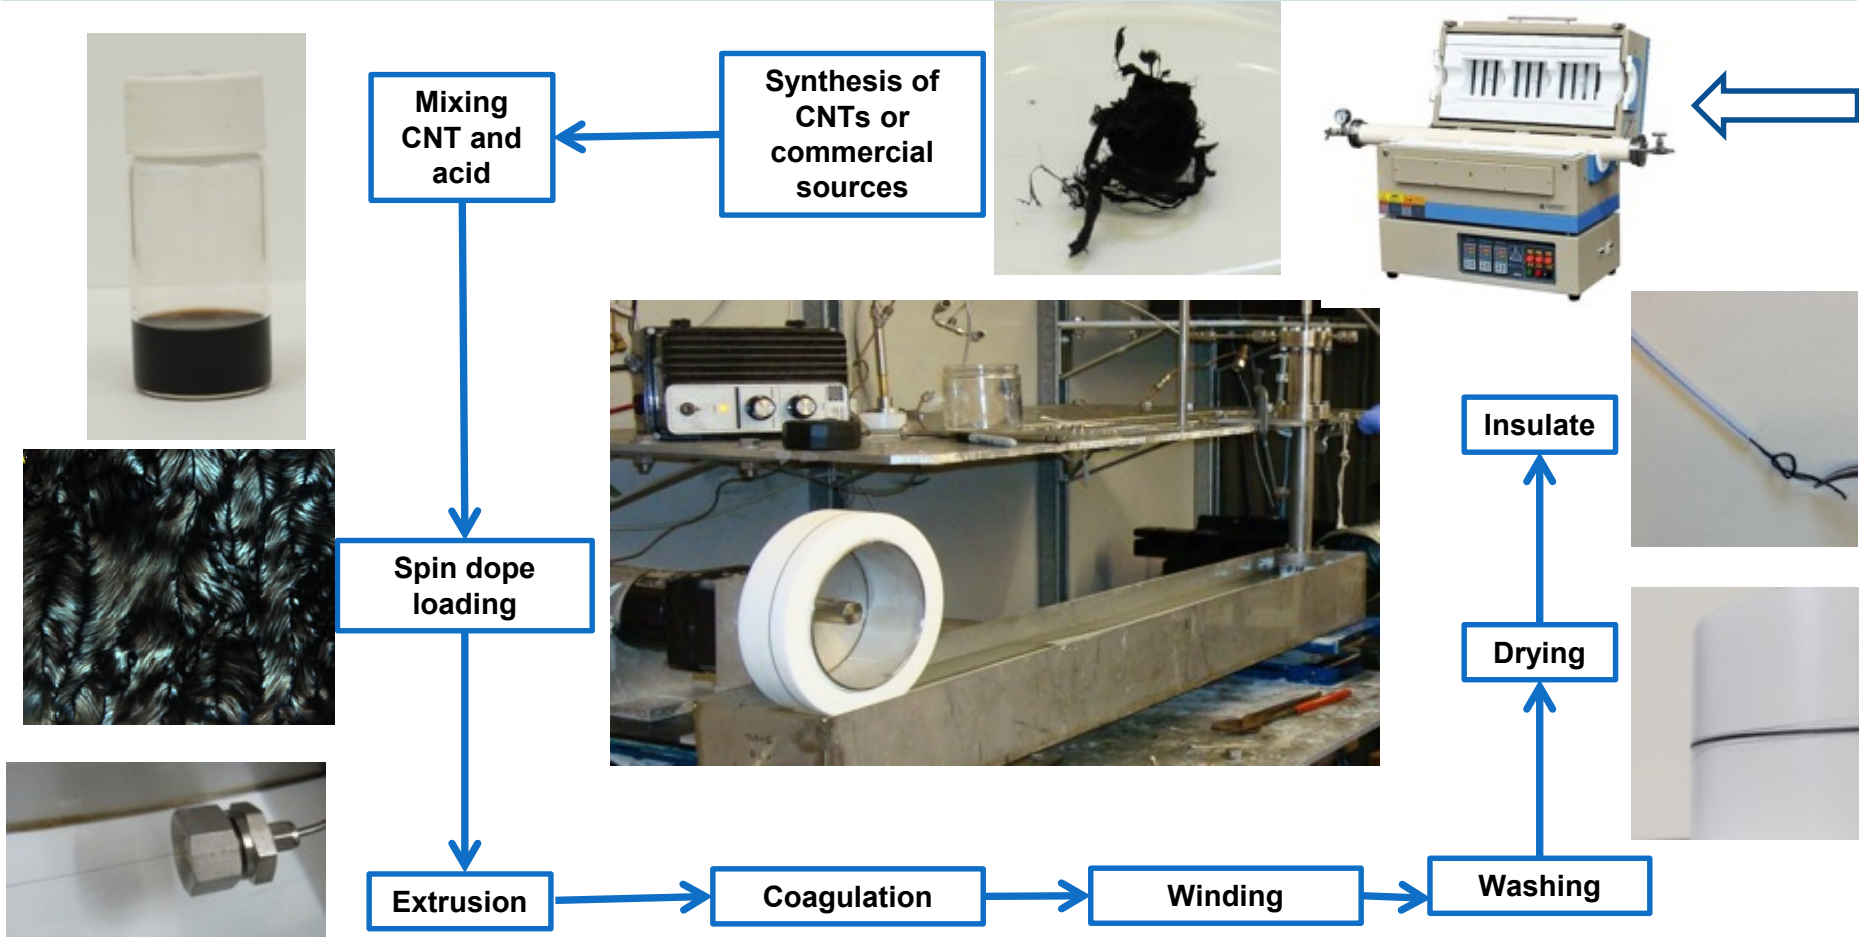 Mixing
CNT and
acid
Synthesis of
CNTs or
commercial
sources
Spin dope
loading
Insulate
Drying
Extrusion
Coagulation
Winding
Washing